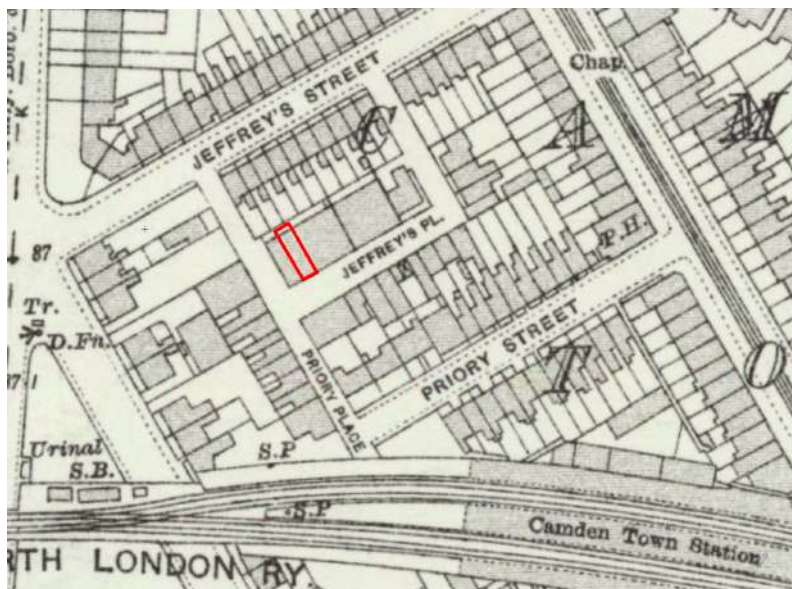 JEFFREY'S STREET
Chap.
C
A
M
K
87
JEFFREY'S PL.
P.H.
Tr.
D.Fn.
PRIORY STREET
T
O
PRIORY PLACE
Urinal
S.B.
S.P
S.P
Camden Town Station
RTH LONDON RY.